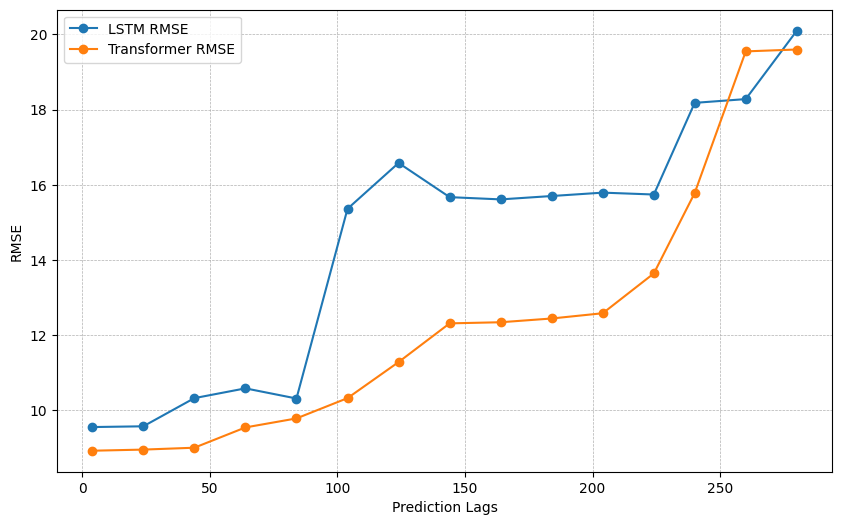 LSTM RMSE
Transformer RMSE
20
18
16
14
12
10
RMSE
0 50 100 150 200 250
Prediction Lags